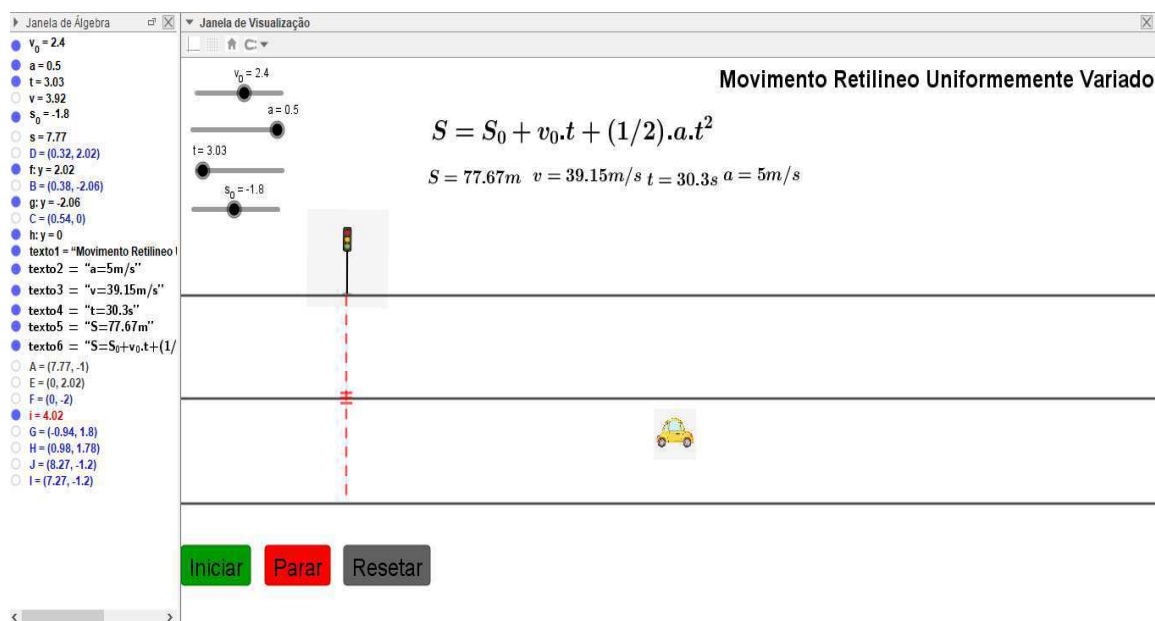 Janela de Álgebra
v0 = 2.4
a = 0.5
t = 3.03
v = 3.92
s0 = -1.8
s = 7.77
D = (0.32, 2.02)
f: y = 2.02
B = (0.38, -2.06)
g: y = -2.06
C = (0.54, 0)
h: y = 0
texto1 = “Movimento Retilineo U
texto2 = “a=5m/s”
texto3 = “v=39.15m/s”
texto4 = “t=30.3s”
texto5 = “S=77.67m”
texto6 = “S=S₀+v₀.t+(1/
A = (7.77, -1)
E = (0, 2.02)
F = (0, -2)
i = 4.02
G = (-0.94, 1.8)
H = (0.98, 1.78)
J = (8.27, -1.2)
I = (7.27, -1.2)
Janela de Visualização
v0 = 2.4
a = 0.5
t = 3.03
s0 = -1.8
Movimento Retilineo Uniformemente Variado
S = S₀ + v₀.t + (1/2).a.t²
S = 77.67m v = 39.15m/s t = 30.3s a = 5m/s
Iniciar Parar Resetar